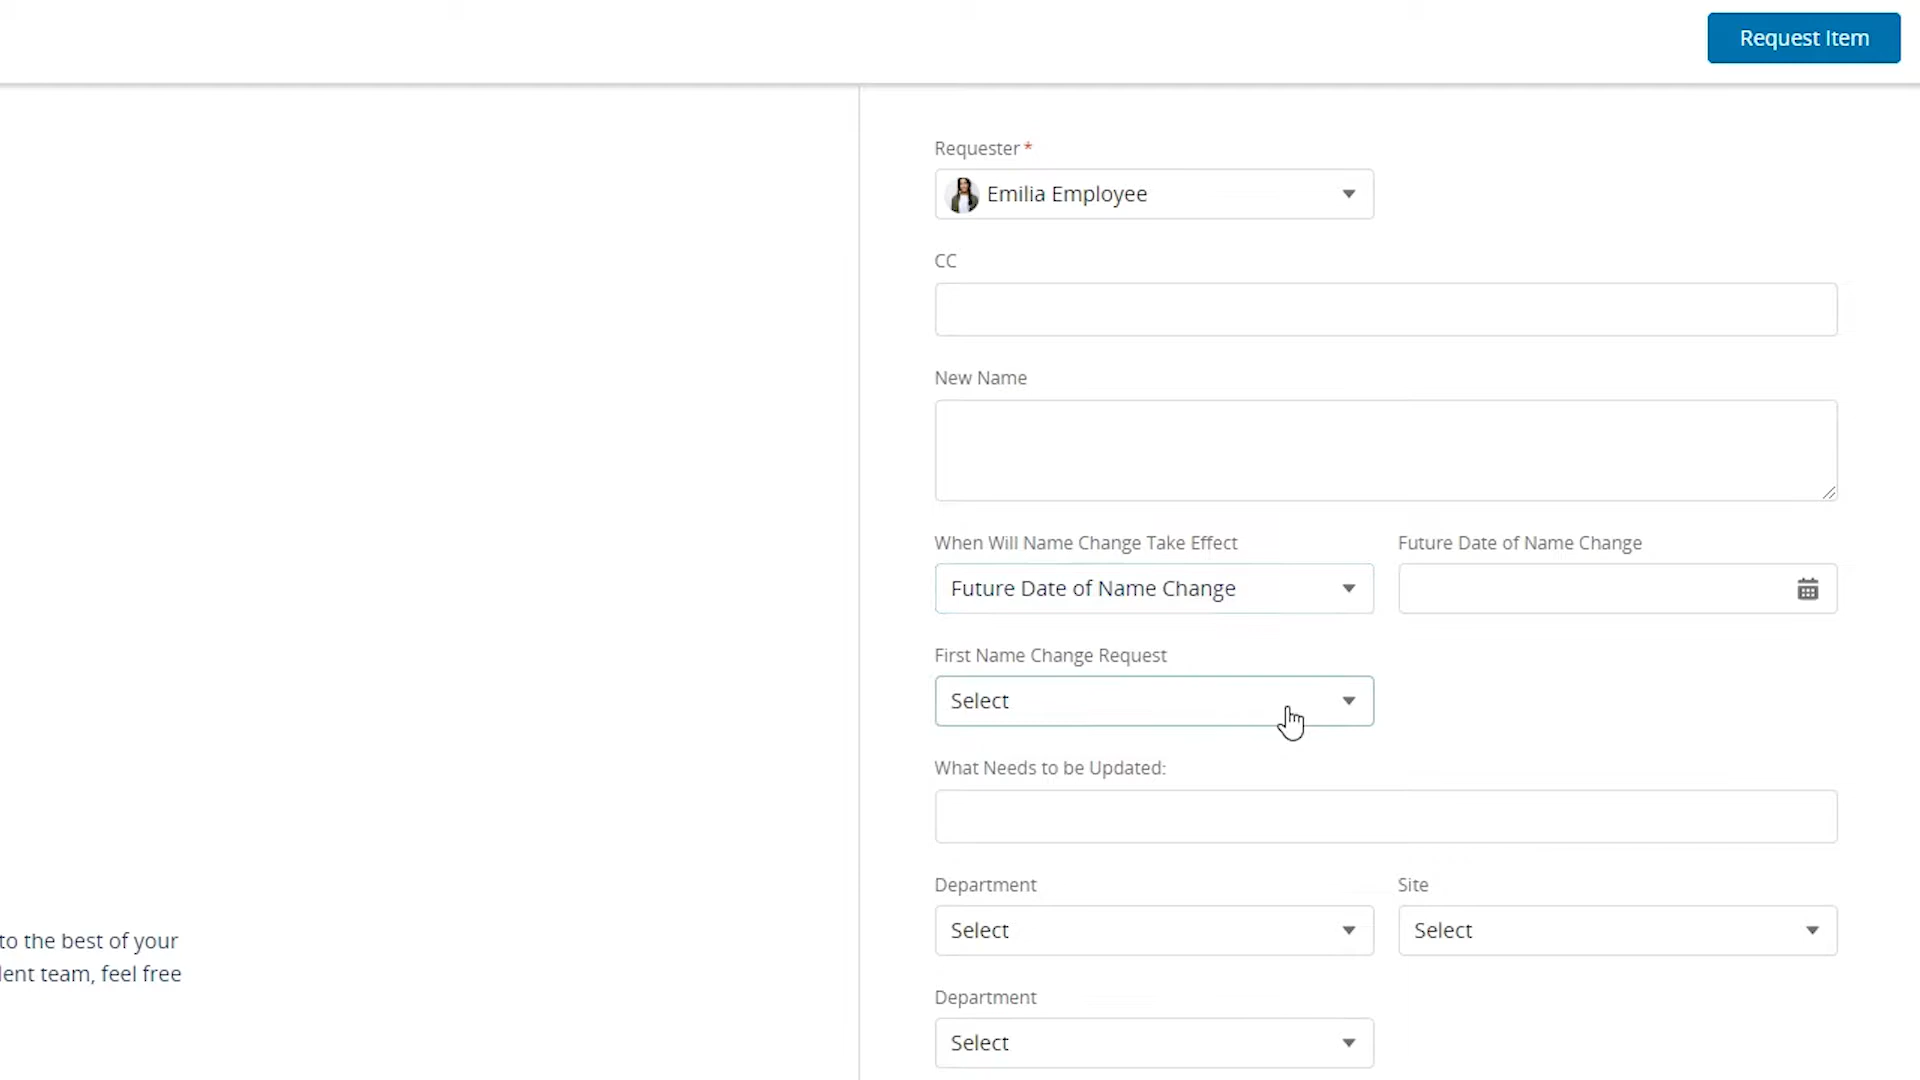 Request Item
Requester *
Emilia Employee
CC
New Name
When Will Name Change Take Effect
Future Date of Name Change
Future Date of Name Change
First Name Change Request
Select
What Needs to be Updated:
Department
Select
Site
Select
Department
Select
to the best of your
lent team, feel free